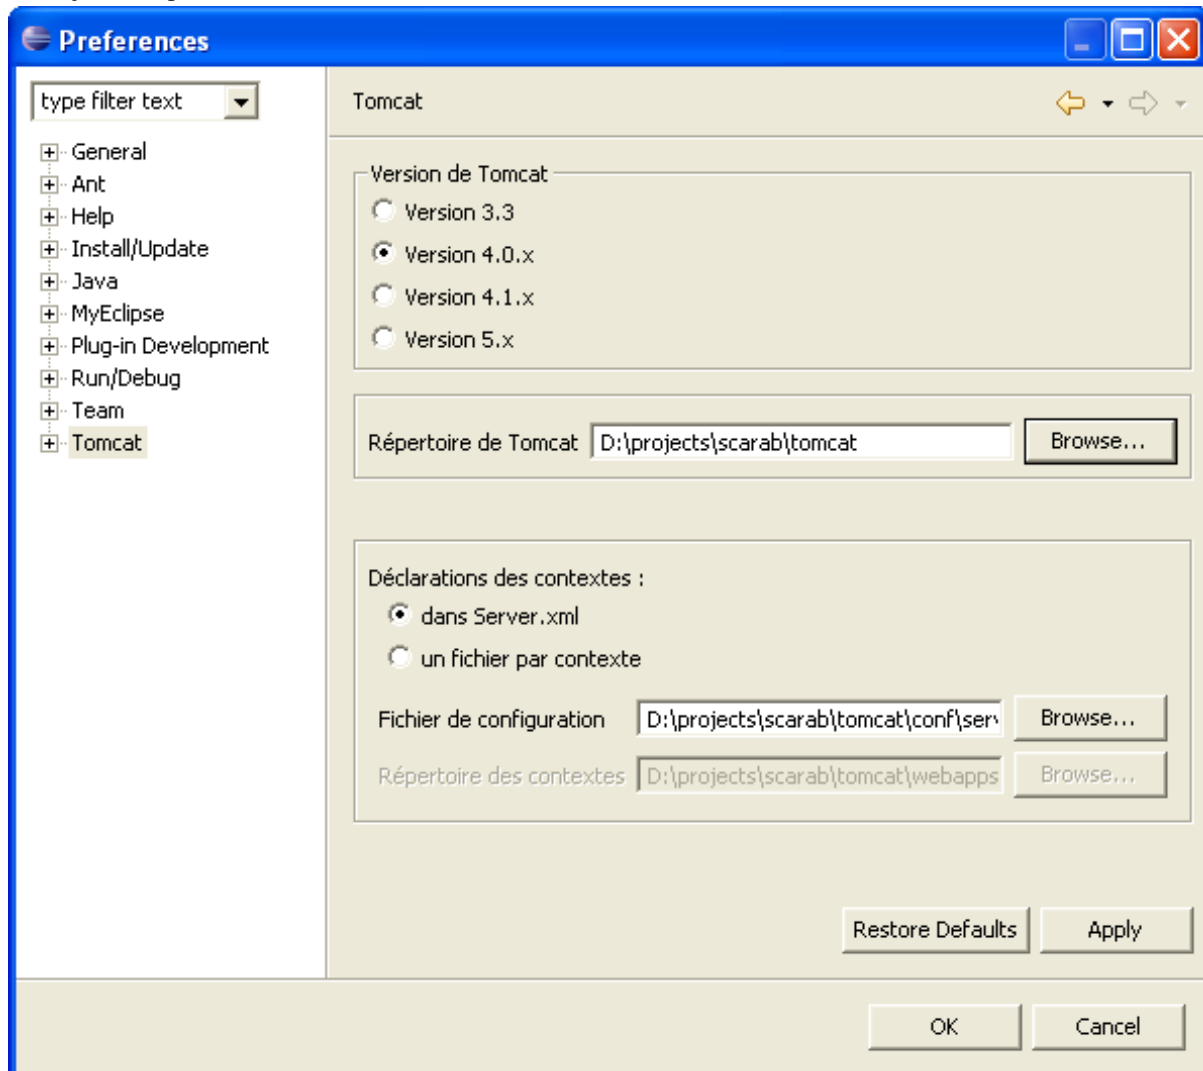 Preferences
type filter text
General
Ant
Help
Install/Update
Java
MyEclipse
Plug-in Development
Run/Debug
Team
Tomcat
Tomcat
Version de Tomcat
Version 3.3
Version 4.0.x
Version 4.1.x
Version 5.x
Répertoire de Tomcat D:\projects\scarab\tomcat Browse...
Déclarations des contextes :
dans Server.xml
un fichier par contexte
Fichier de configuration D:\projects\scarab\tomcat\conf\serv Browse...
Répertoire des contextes D:\projects\scarab\tomcat\webapps Browse...
Restore Defaults Apply
OK Cancel